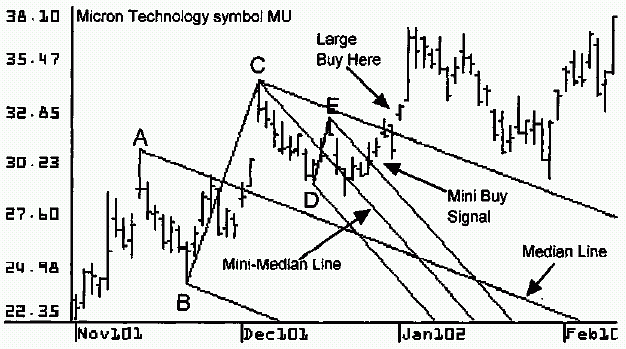 38.10
Micron Technology symbol MU
35.47
Large
Buy Here
C
32.85
E
A
30.23
D
Mini Buy
Signal
27.60
Median Line
24.98
Mini-Median Line
B
22.35
Nov101
Dec101
Jan102
Feb10